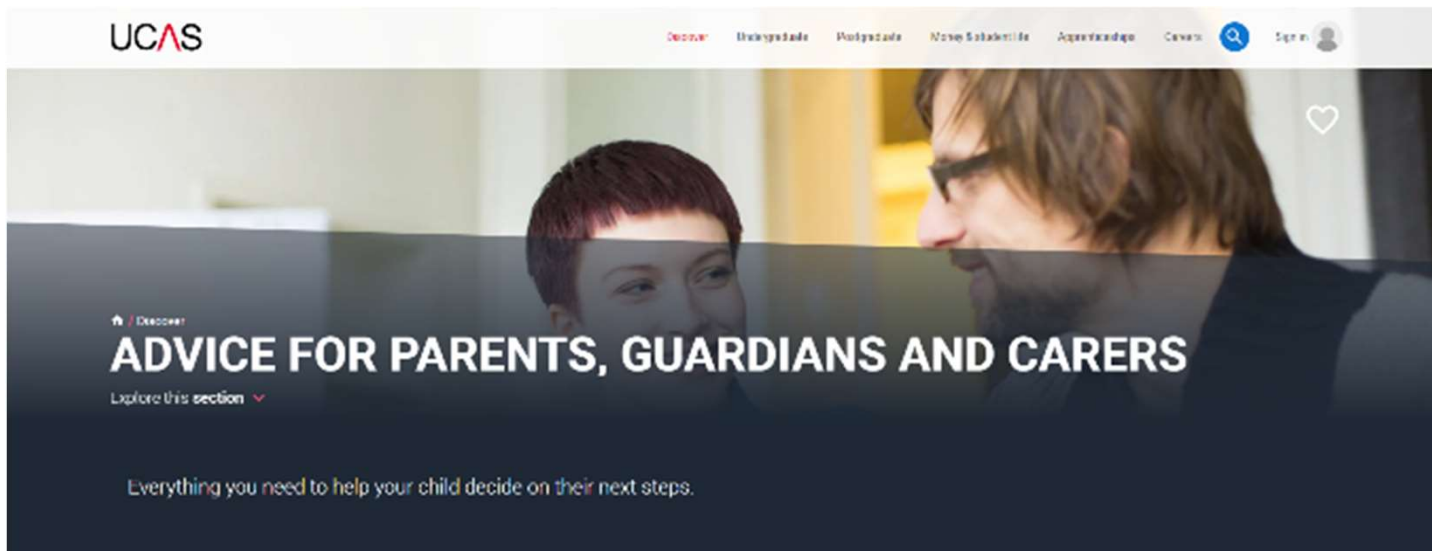 UCAS
Discover Undergraduate Postgraduate Money & student life Apprenticeships Careers Sign in
/ Discover
ADVICE FOR PARENTS, GUARDIANS AND CARERS
Explore this section
Everything you need to help your child decide on their next steps.